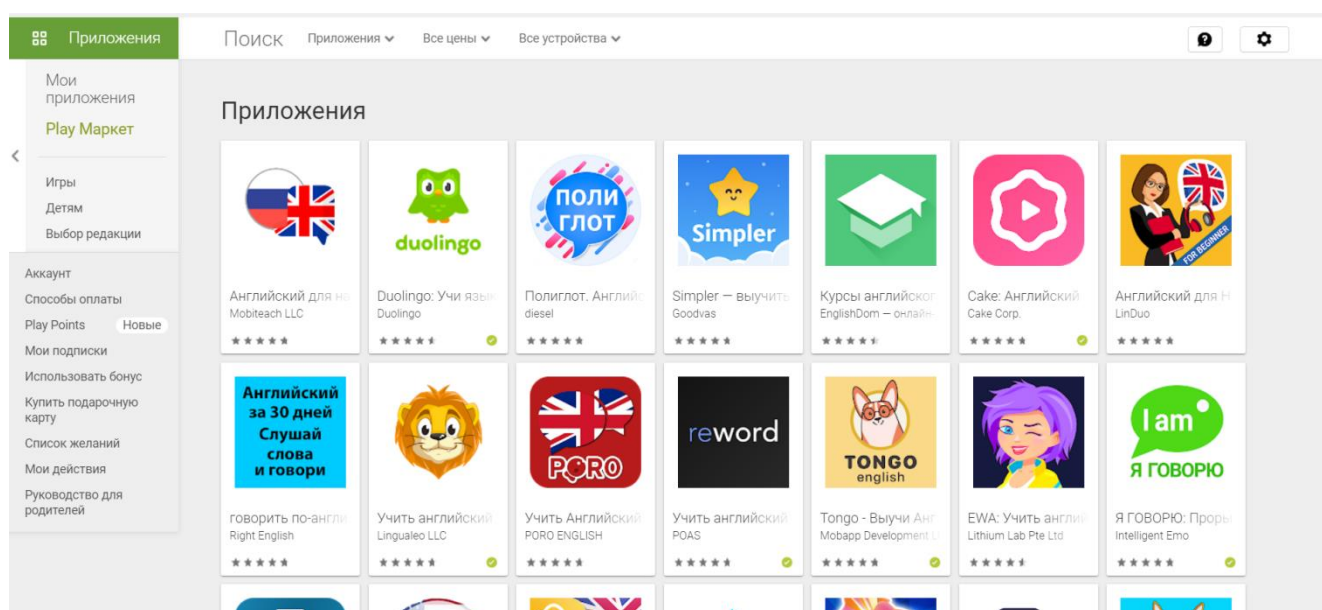 Приложения
Поиск Приложения Все цены Все устройства
Мои
приложения
Play Маркет
Игры
Детям
Выбор редакции
Аккаунт
Способы оплаты
Play Points Новые
Мои подписки
Использовать бонус
Купить подарочную
карту
Список желаний
Мои действия
Руководство для
родителей
Приложения
duolingo
ПОЛИ
ГЛОТ
Simpler
FOR BEGINNER
Английский для на
Mobiteach LLC
Duolingo: Учи язык
Duolingo
Полиглот. Английс
diesel
Simpler — выучить
Goodvas
Курсы английског
EnglishDom — онлайн-
Cake: Английский
Cake Corp.
Английский для Н
LinDuo
Английский
за 30 дней
Слушай
слова
и говори
PORO
reword
TONGO
english
I am
Я ГОВОРЮ
говорить по-англи
Right English
Учить английский
Lingualeo LLC
Учить Английский
PORO ENGLISH
Учить английский
POAS
Tongo - Выучи Анг
Mobapp Development
EWA: Учить англий
Lithium Lab Pte Ltd
Я ГОВОРЮ: Проры
Intelligent Emo